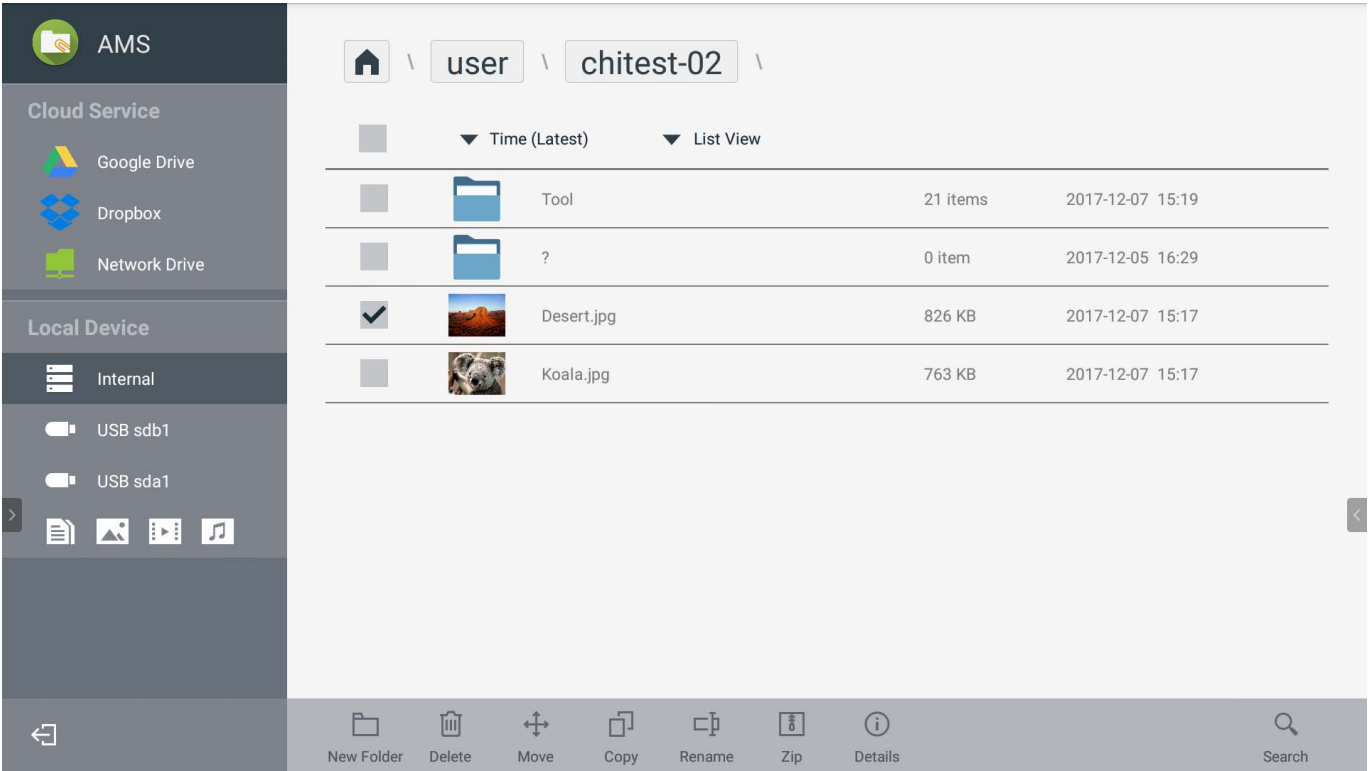 AMS
Cloud Service
Google Drive
Dropbox
Network Drive
Local Device
Internal
USB sdb1
USB sda1
\ user \ chitest-02 \
Time (Latest) List View
Tool 21 items 2017-12-07 15:19
? 0 item 2017-12-05 16:29
Desert.jpg 826 KB 2017-12-07 15:17
Koala.jpg 763 KB 2017-12-07 15:17
New Folder Delete Move Copy Rename Zip Details Search